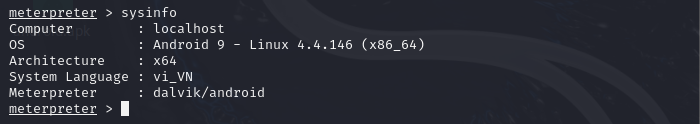 meterpreter > sysinfo
Computer        : localhost
OS              : Android 9 - Linux 4.4.146 (x86_64)
Architecture    : x64
System Language : vi_VN
Meterpreter     : dalvik/android
meterpreter >